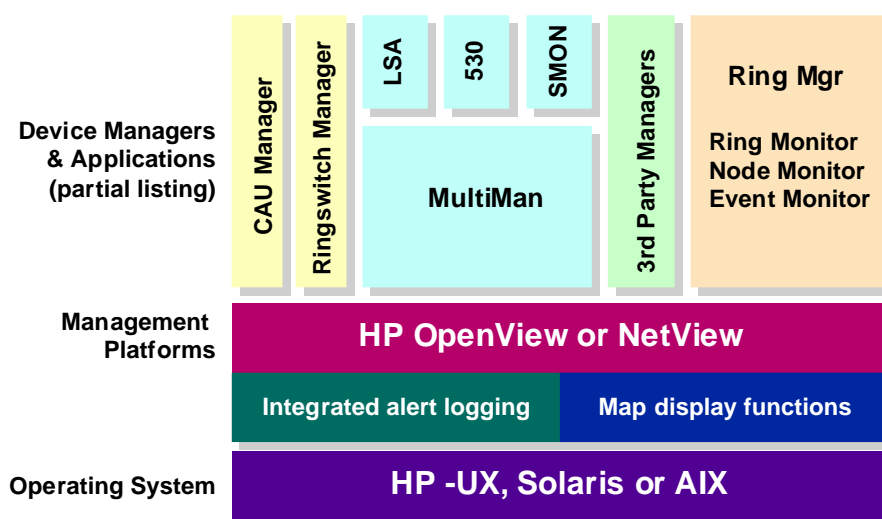 Device Managers
& Applications
(partial listing)
CAU Manager
Ringswitch Manager
LSA
530
SMON
MultiMan
3rd Party Managers
Ring Mgr
Ring Monitor
Node Monitor
Event Monitor
Management
Platforms
HP OpenView or NetView
Integrated alert logging
Map display functions
Operating System
HP -UX, Solaris or AIX